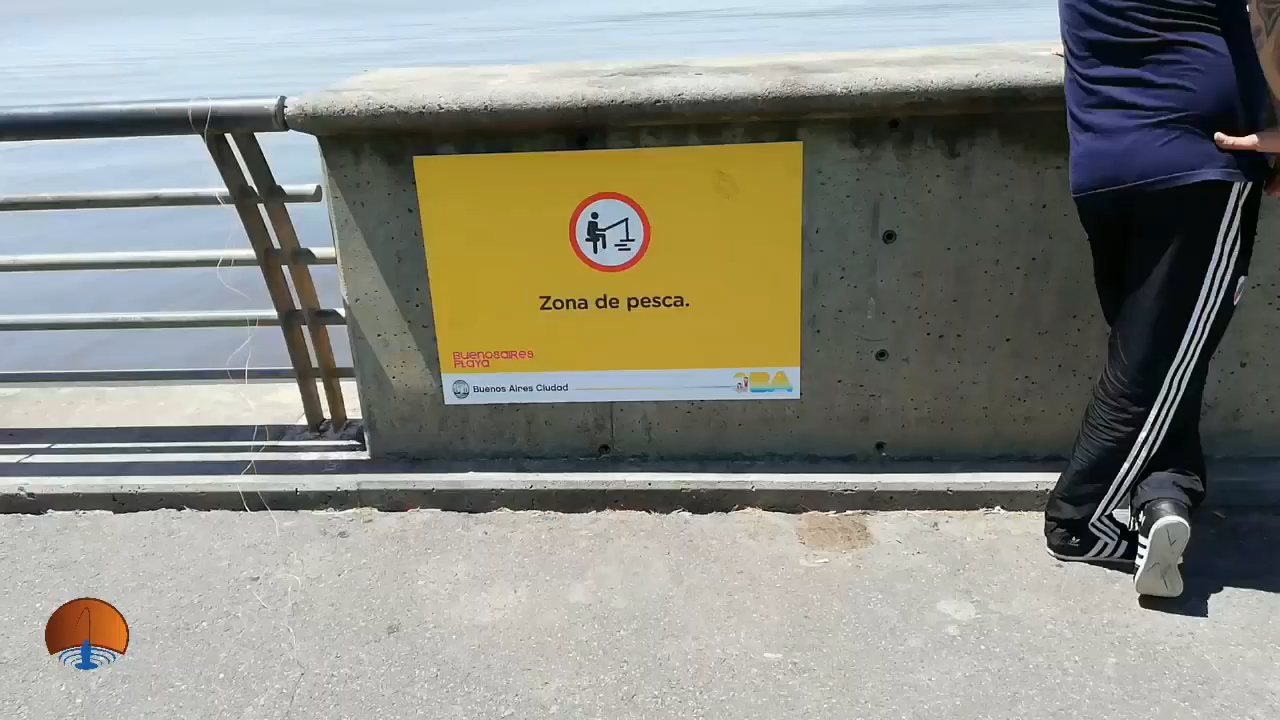 Zona de pesca.
BUENOSAIRES
PLAYA
Buenos Aires Ciudad
BA